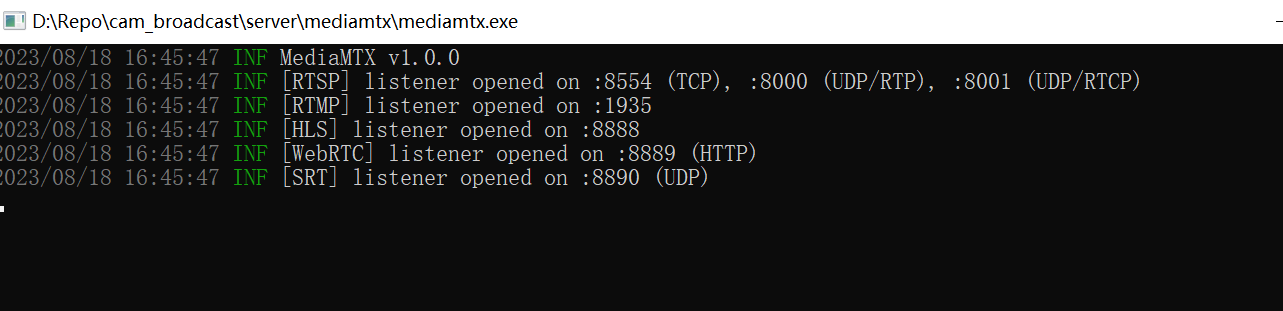 D:\Repo\cam_broadcast\server\mediamtx\mediamtx.exe
2023/08/18 16:45:47 INF MediaMTX v1.0.0
2023/08/18 16:45:47 INF [RTSP] listener opened on :8554 (TCP), :8000 (UDP/RTP), :8001 (UDP/RTCP)
2023/08/18 16:45:47 INF [RTMP] listener opened on :1935
2023/08/18 16:45:47 INF [HLS] listener opened on :8888
2023/08/18 16:45:47 INF [WebRTC] listener opened on :8889 (HTTP)
2023/08/18 16:45:47 INF [SRT] listener opened on :8890 (UDP)